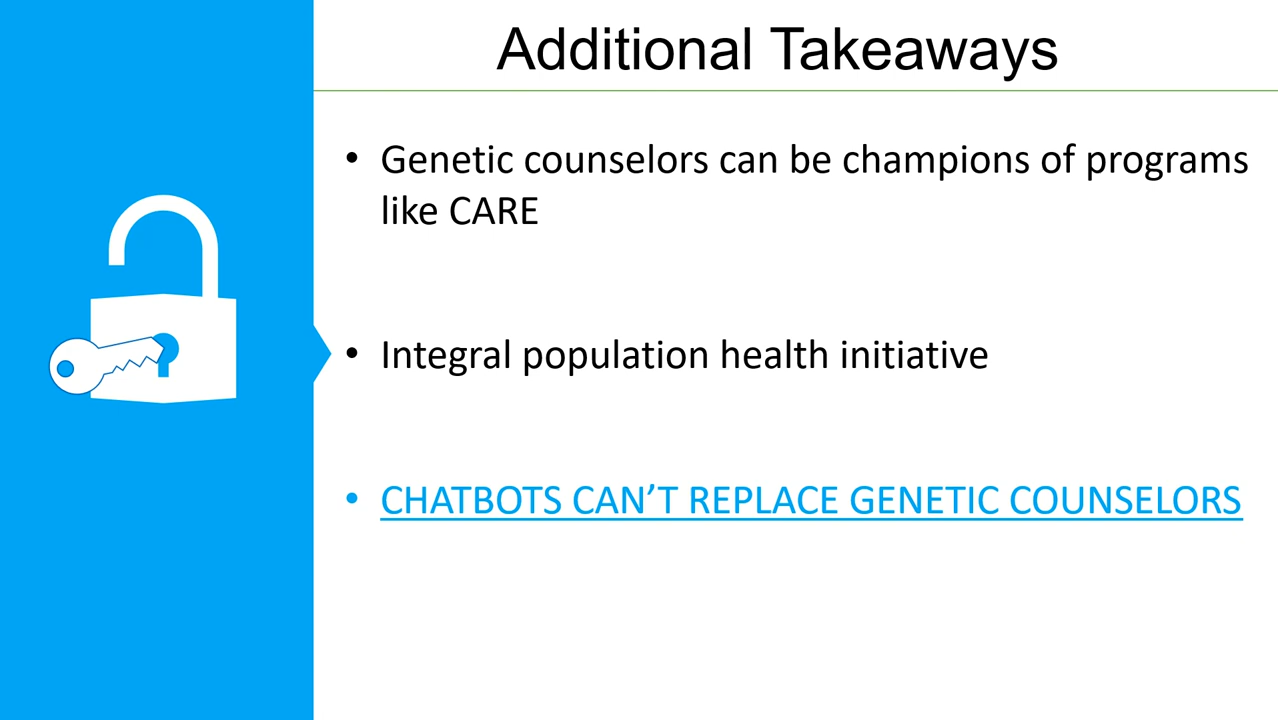 Additional Takeaways
• Genetic counselors can be champions of programs
like CARE
• Integral population health initiative
• CHATBOTS CAN’T REPLACE GENETIC COUNSELORS